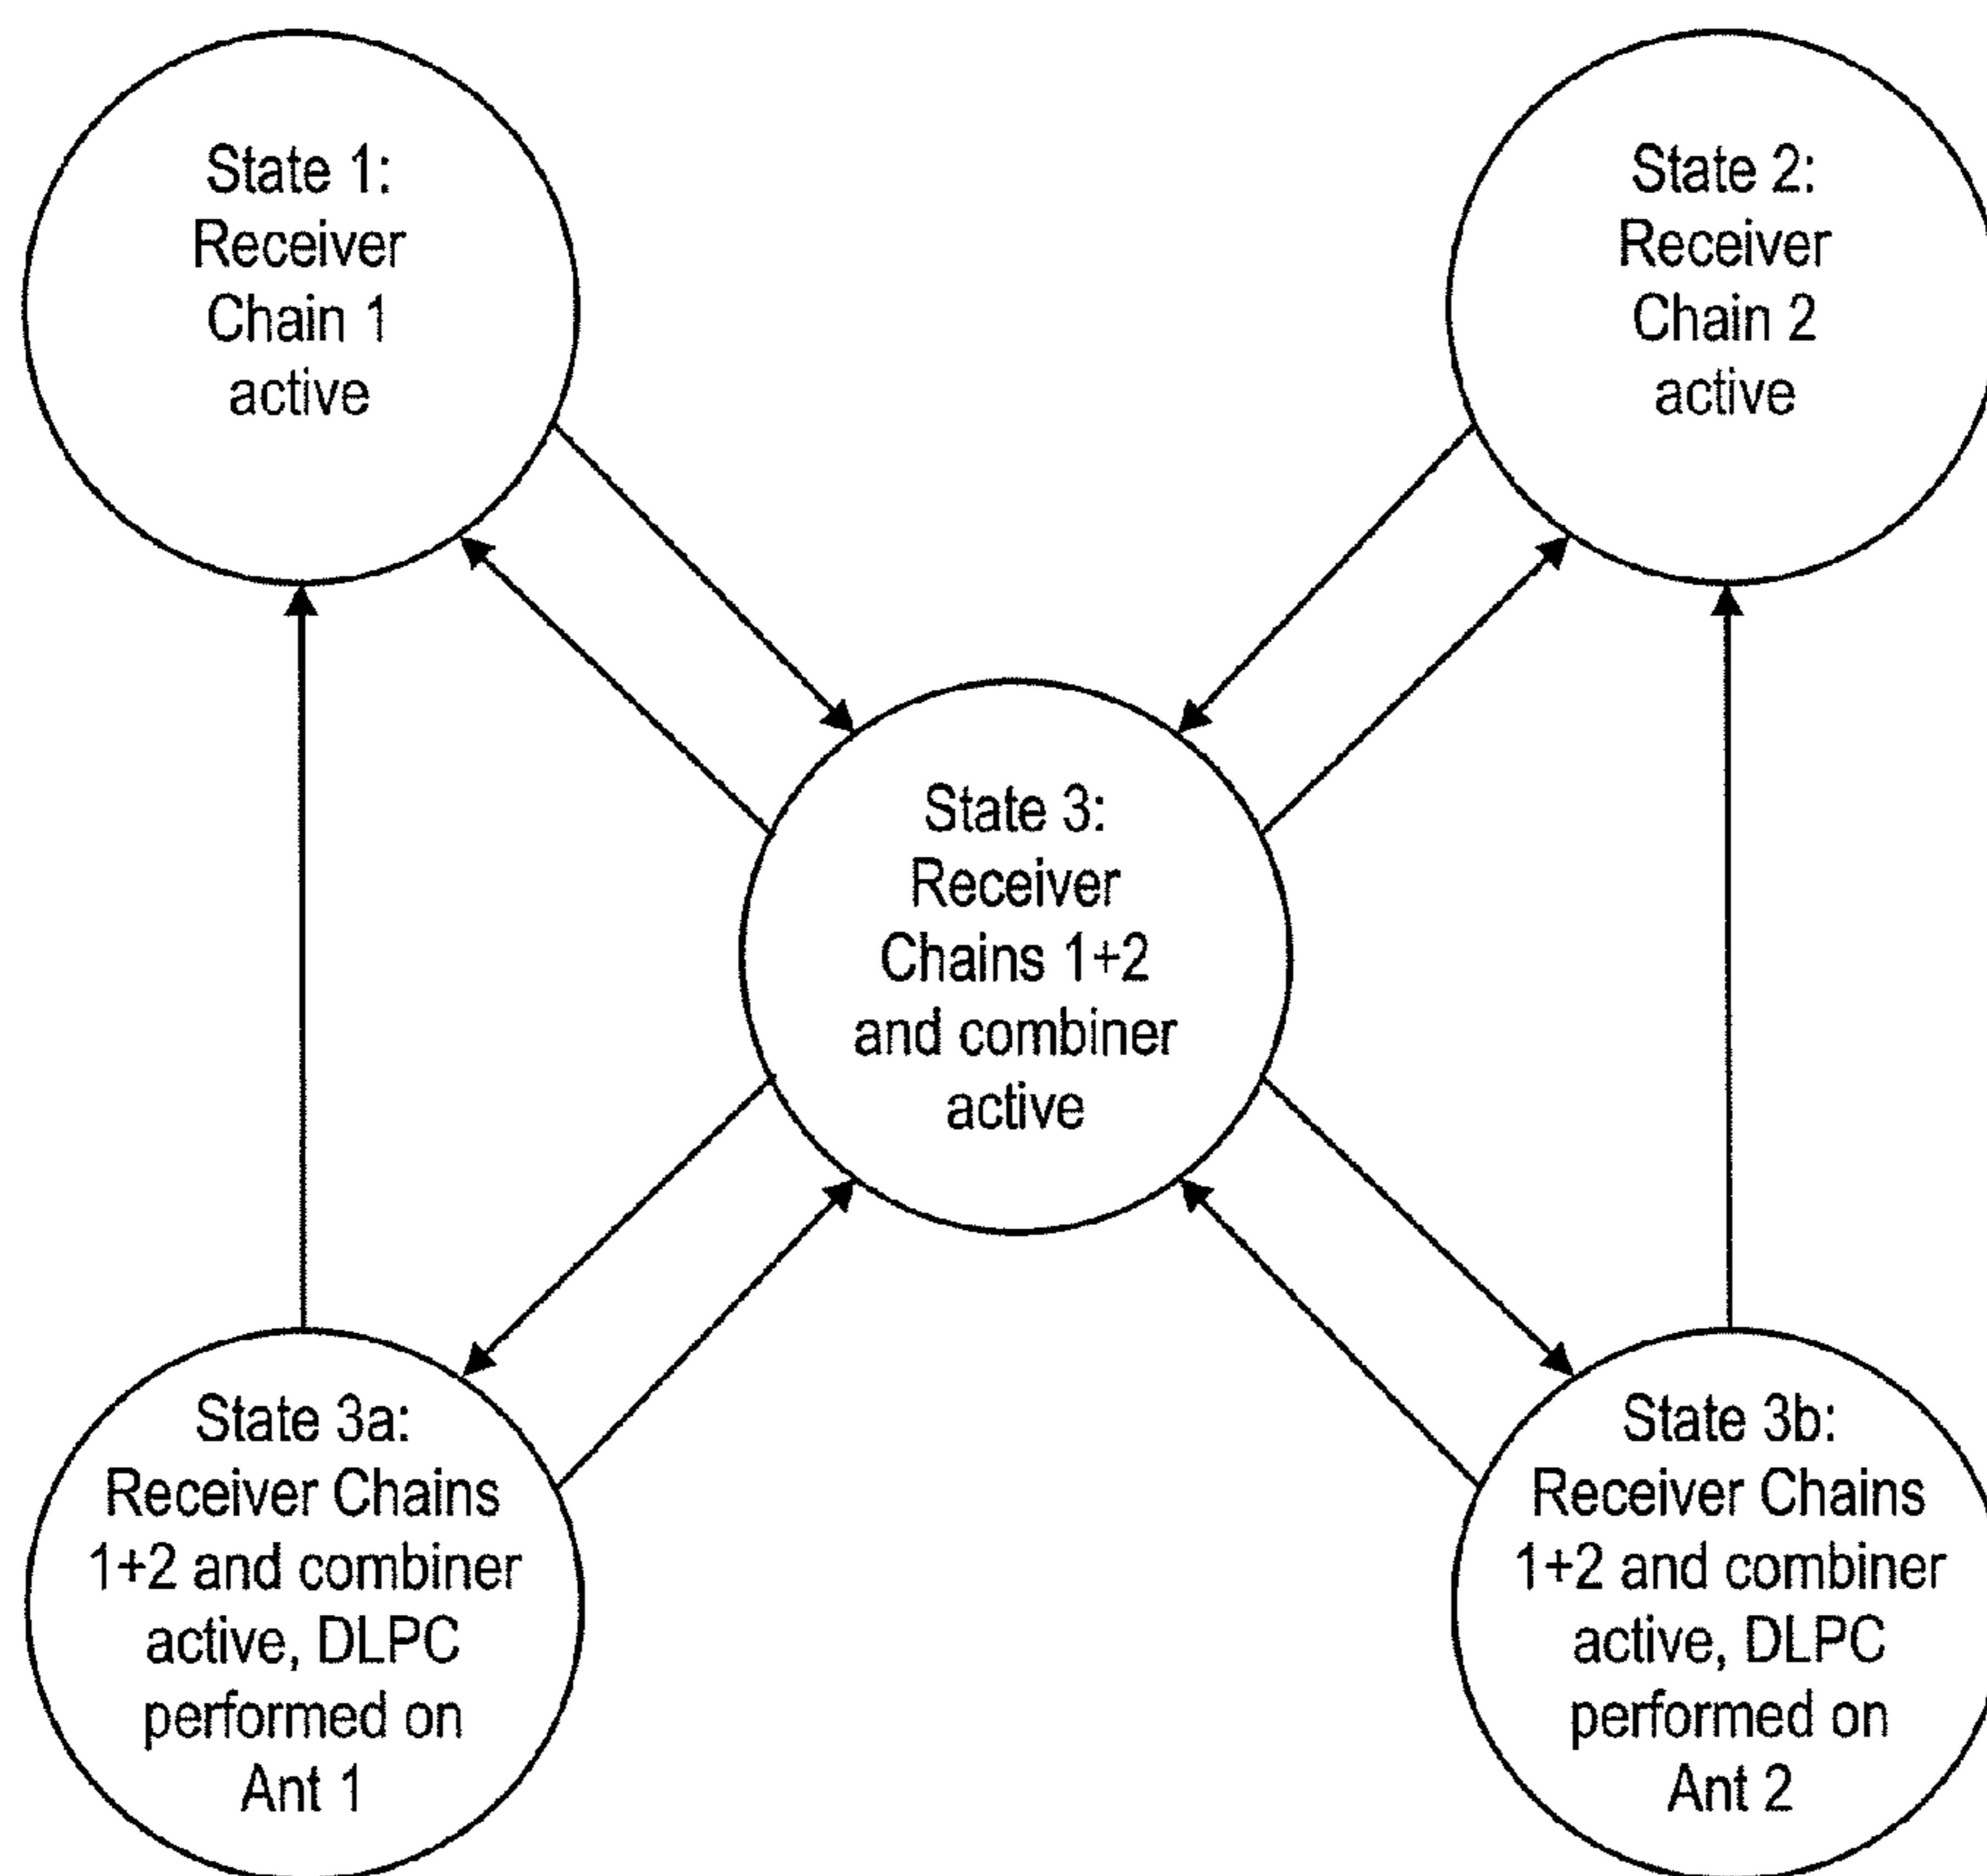 State 1:
Receiver
Chain 1
active
State 2:
Receiver
Chain 2
active
State 3:
Receiver
Chains 1+2
and combiner
active
State 3a:
Receiver Chains
1+2 and combiner
active, DLPC
performed on
Ant 1
State 3b:
Receiver Chains
1+2 and combiner
active, DLPC
performed on
Ant 2